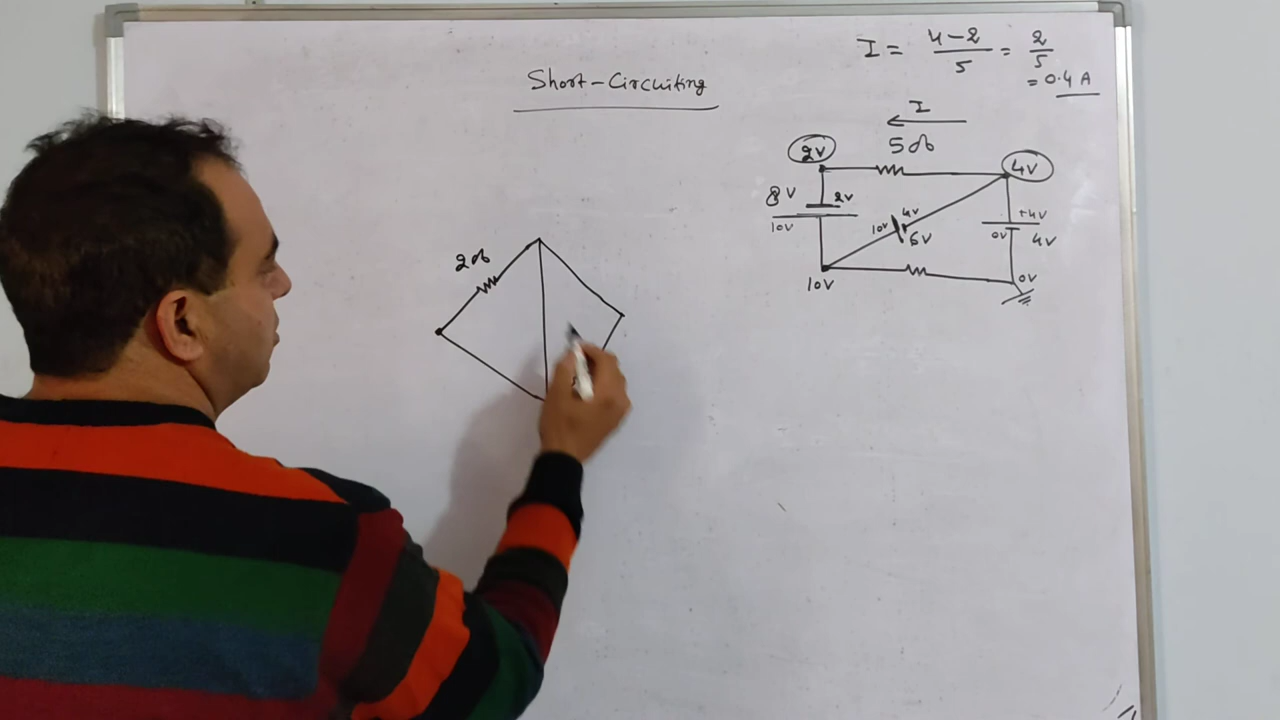 Short-Circuiting
I = 4-2/5 = 2/5
= 0.4 A
I
5Ω
2V
4V
8V
2V
10V
4V
10V
6V
+4V
0V
4V
10V
0V
2Ω